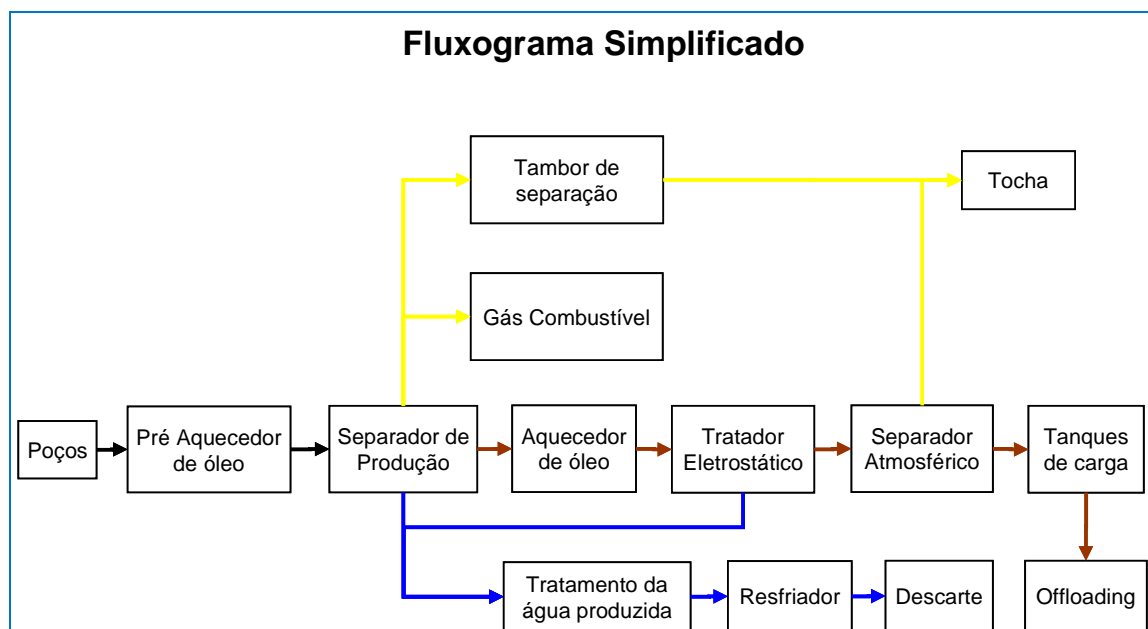 Fluxograma Simplificado
Tambor de
separação
Tocha
Gás Combustível
Poços
Pré Aquecedor
de óleo
Separador de
Produção
Aquecedor
de óleo
Tratador
Eletrostático
Separador
Atmosférico
Tanques
de carga
Tratamento da
água produzida
Resfriador
Descarte
Offloading